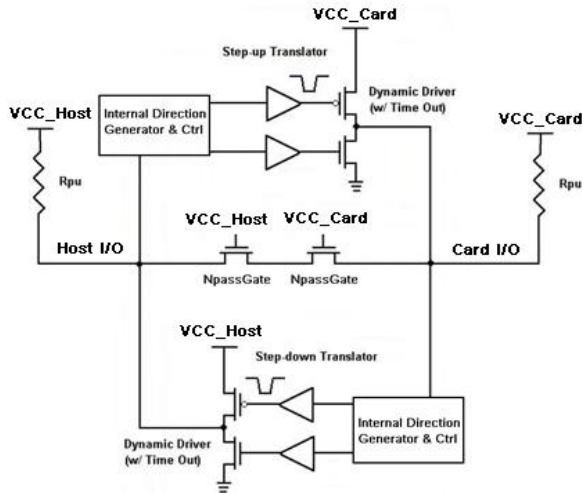 VCC_Card
Step-up Translator
Dynamic Driver
(w/ Time Out)
VCC_Host
Internal Direction
Generator & Ctrl
VCC_Card
Rpu
Rpu
VCC_Host
VCC_Card
Host I/O
Card I/O
NpassGate
NpassGate
VCC_Host
Step-down Translator
Internal Direction
Generator & Ctrl
Dynamic Driver
(w/ Time Out)